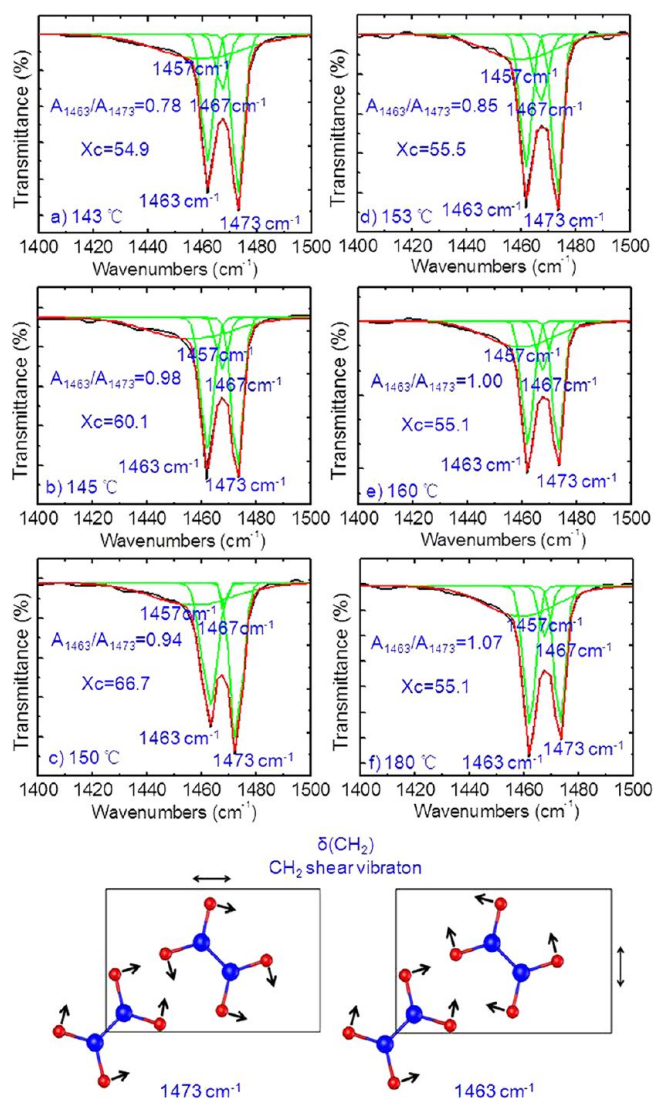 Transmittance (%)
1457cm⁻¹
A₁₄₆₃/A₁₄₇₃=0.78
1467cm⁻¹
Xc=54.9
1463 cm⁻¹
1473 cm⁻¹
a) 143 ℃
1400 1420 1440 1460 1480 1500
Wavenumbers (cm⁻¹)
Transmittance (%)
1457cm⁻¹
A₁₄₆₃/A₁₄₇₃=0.85
1467cm⁻¹
Xc=55.5
1463 cm⁻¹
1473 cm⁻¹
d) 153℃
1400 1420 1440 1460 1480 1500
Wavenumbers (cm⁻¹)
Transmittance (%)
1457cm⁻¹
A₁₄₆₃/A₁₄₇₃=0.98
1467cm⁻¹
Xc=60.1
1463 cm⁻¹
1473 cm⁻¹
b) 145 ℃
1400 1420 1440 1460 1480 1500
Wavenumbers (cm⁻¹)
Transmittance (%)
1457cm⁻¹
A₁₄₆₃/A₁₄₇₃=1.00
1467cm⁻¹
Xc=55.1
1463 cm⁻¹
1473 cm⁻¹
e) 160 ℃
1400 1420 1440 1460 1480 1500
Wavenumbers (cm⁻¹)
Transmittance (%)
1457cm⁻¹
A₁₄₆₃/A₁₄₇₃=0.94
1467cm⁻¹
Xc=66.7
1463 cm⁻¹
1473 cm⁻¹
c) 150 ℃
1400 1420 1440 1460 1480 1500
Wavenumbers (cm⁻¹)
Transmittance (%)
1457cm⁻¹
A₁₄₆₃/A₁₄₇₃=1.07
1467cm⁻¹
Xc=55.1
1473 cm⁻¹
1463 cm⁻¹
f) 180 ℃
1400 1420 1440 1460 1480 1500
Wavenumbers (cm⁻¹)
δ(CH₂)
CH₂ shear vibraton
1473 cm⁻¹
1463 cm⁻¹